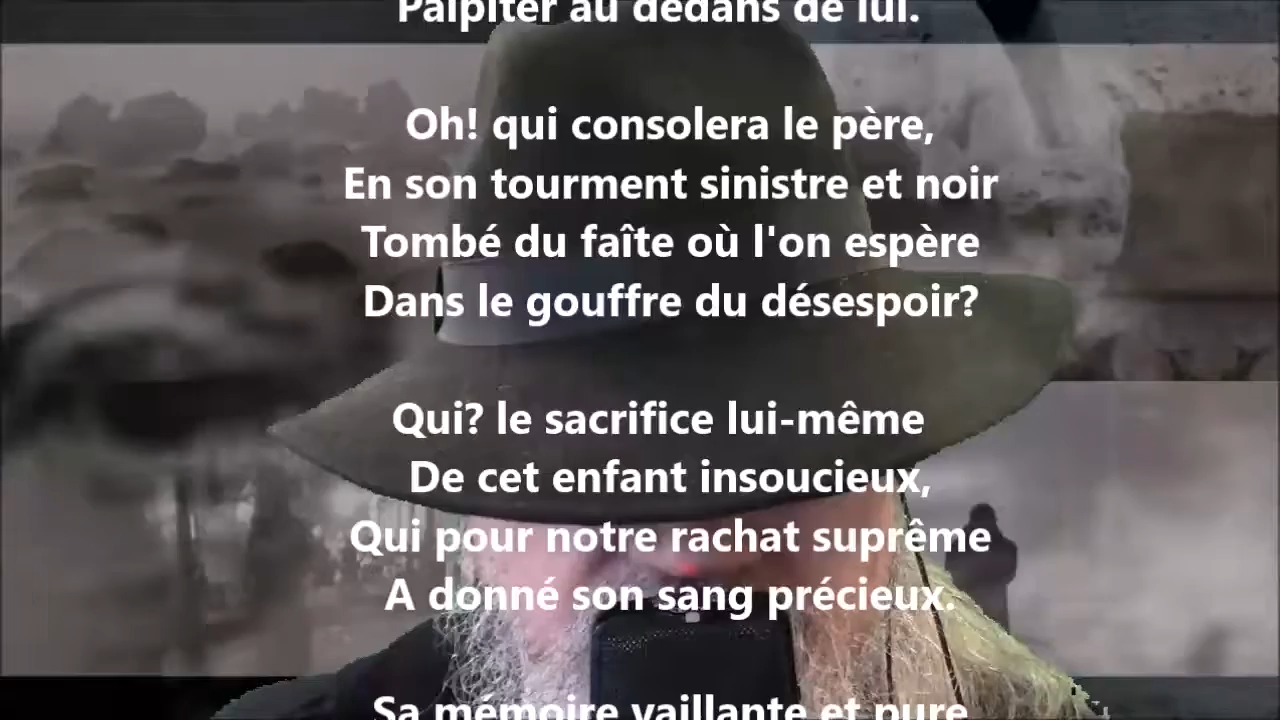 Palpiter au dedans de lui.
Oh! qui consolera le père,
En son tourment sinistre et noir
Tombé du faîte où l'on espère
Dans le gouffre du désespoir?
Qui? le sacrifice lui-même
De cet enfant insoucieux,
Qui pour notre rachat suprême
A donné son sang précieux.
Sa mémoire vaillante et pure